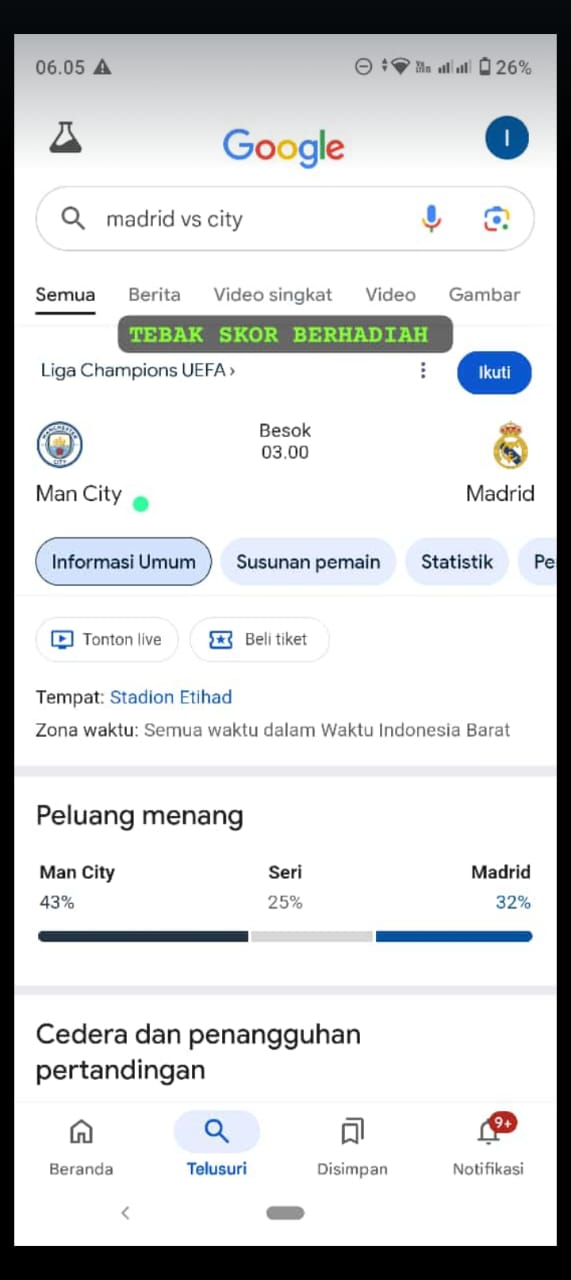 06.05
26%
Google
I
madrid vs city
Semua Berita Video singkat Video Gambar
TEBAK SKOR BERHADIAH
Liga Champions UEFA ›
Ikuti
Besok
03.00
Man City
Madrid
Informasi Umum
Susunan pemain
Statistik
Pe
Tonton live
Beli tiket
Tempat: Stadion Etihad
Zona waktu: Semua waktu dalam Waktu Indonesia Barat
Peluang menang
Man City Seri Madrid
43% 25% 32%
Cedera dan penangguhan
pertandingan
9+
Beranda Telusuri Disimpan Notifikasi